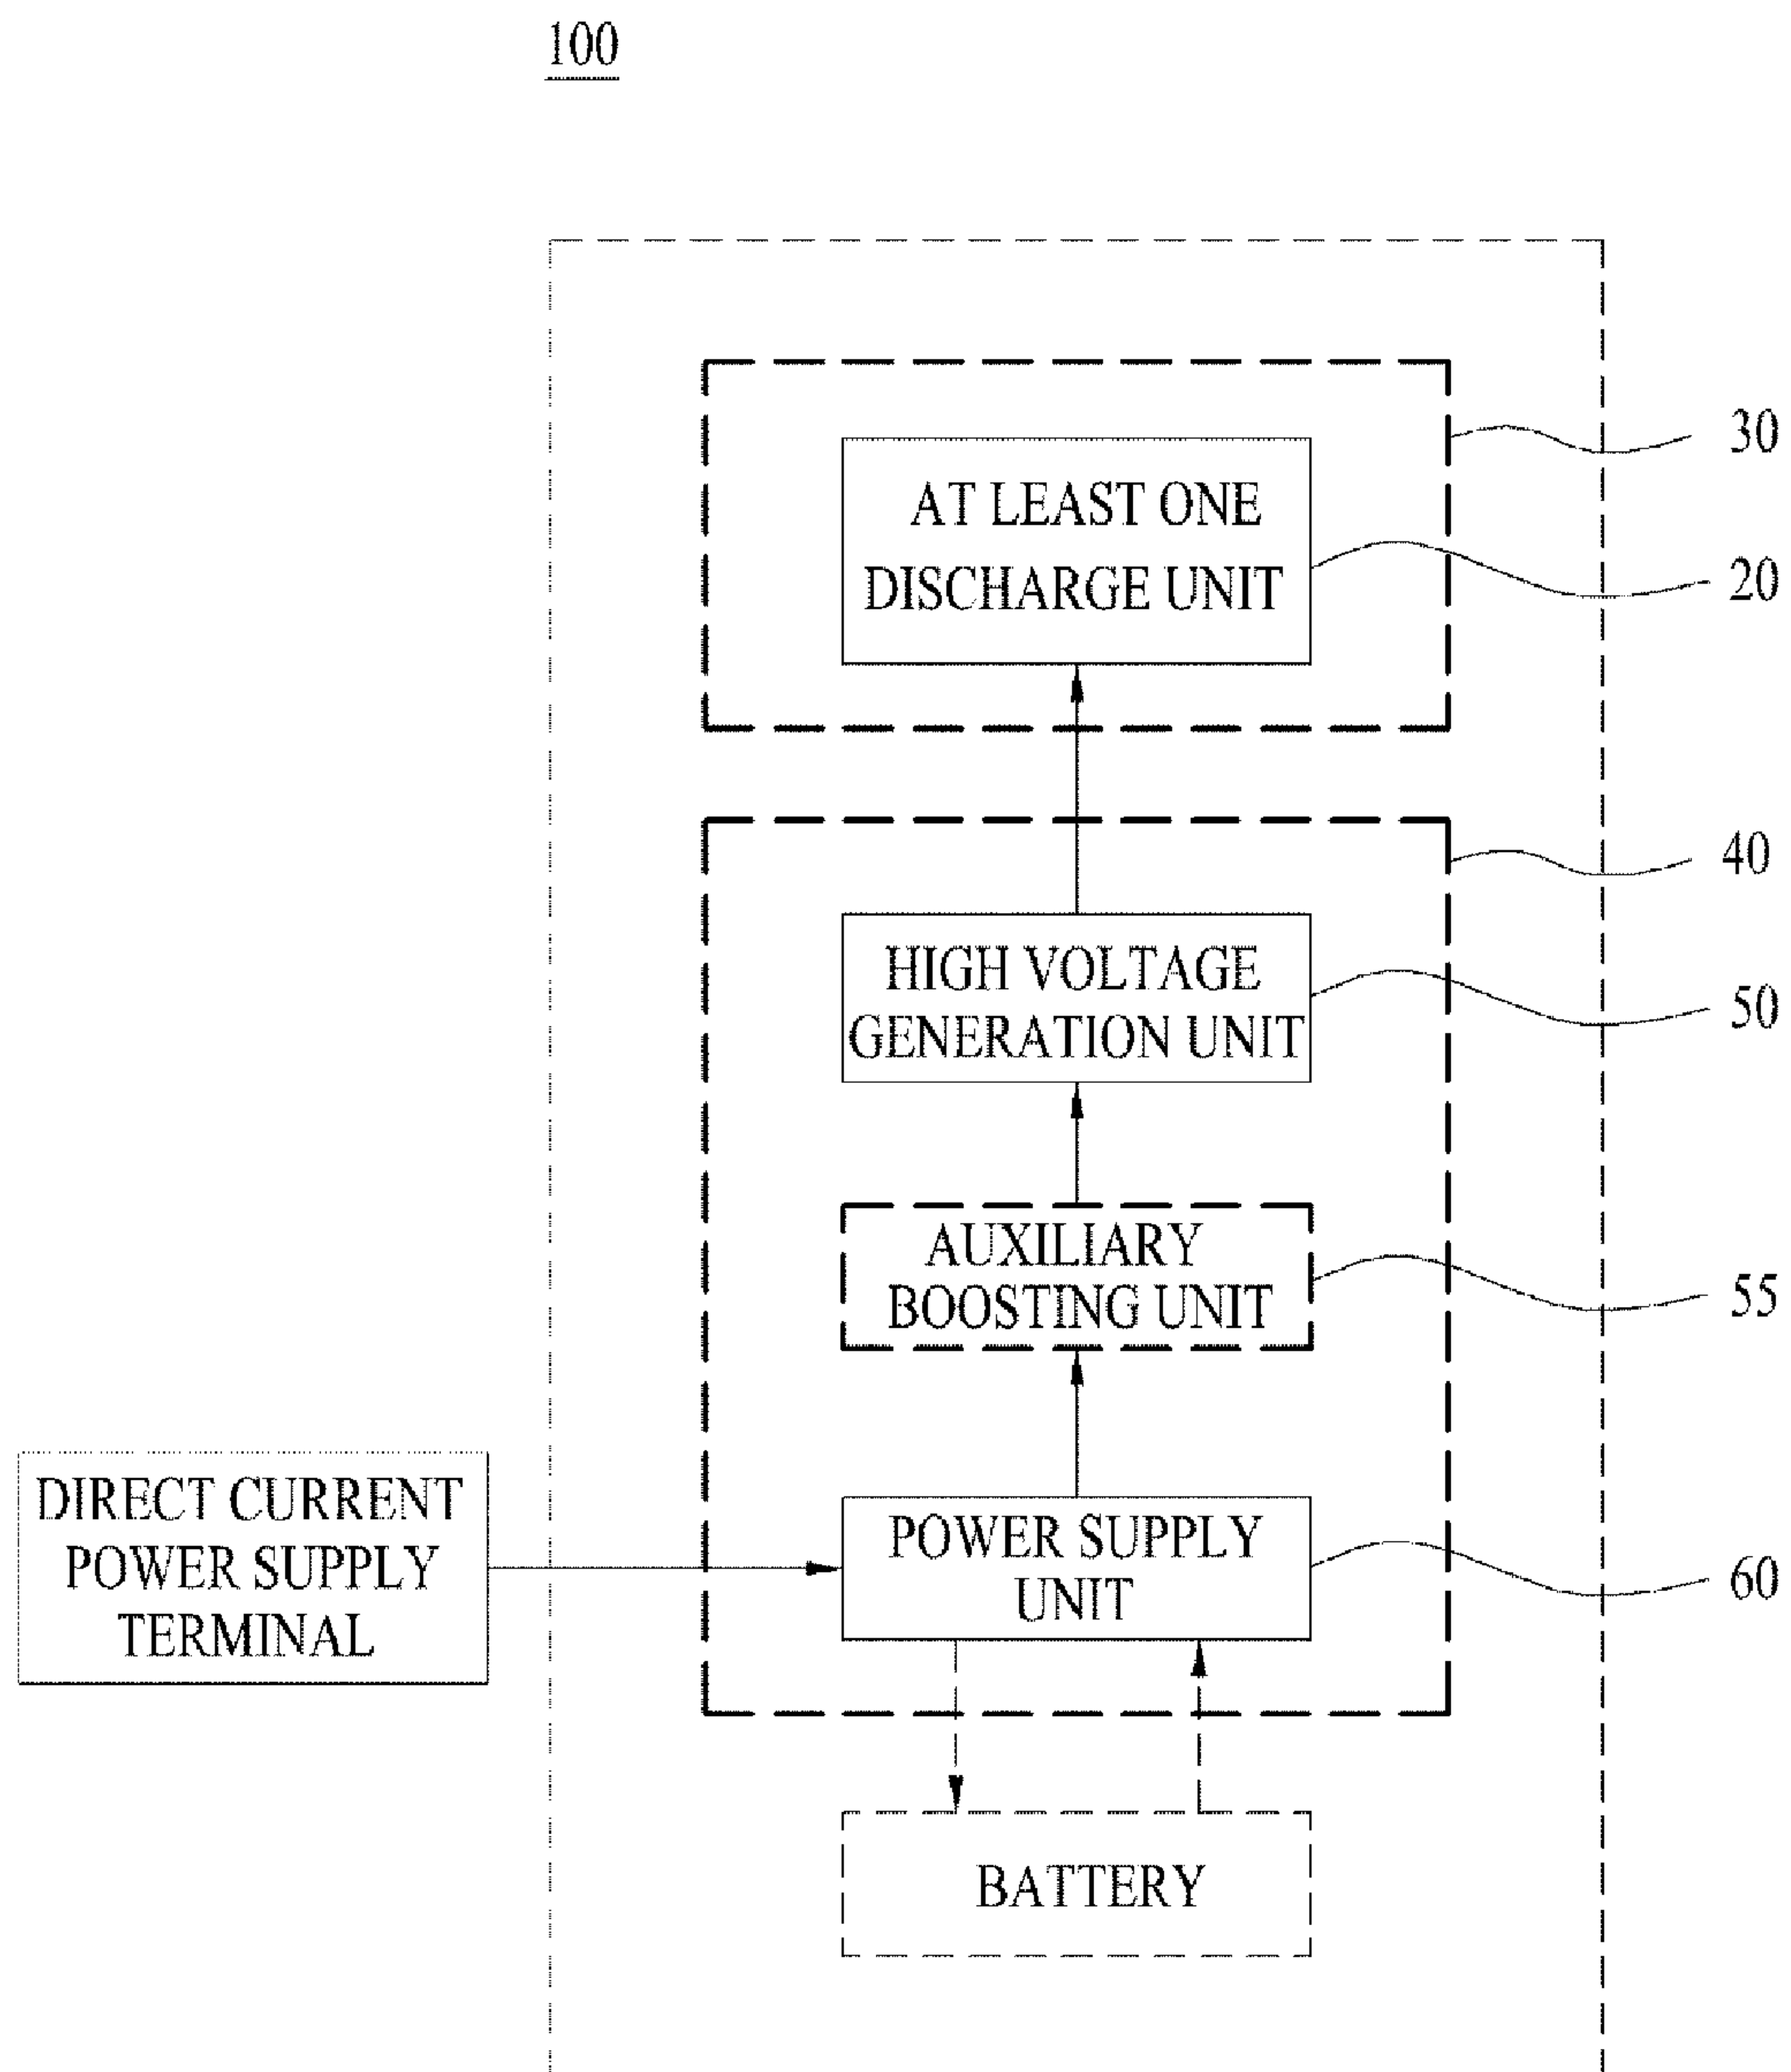 100
30
AT LEAST ONE
DISCHARGE UNIT
20
40
HIGH VOLTAGE
GENERATION UNIT
50
AUXILIARY
BOOSTING UNIT
55
DIRECT CURRENT
POWER SUPPLY
TERMINAL
POWER SUPPLY
UNIT
60
BATTERY